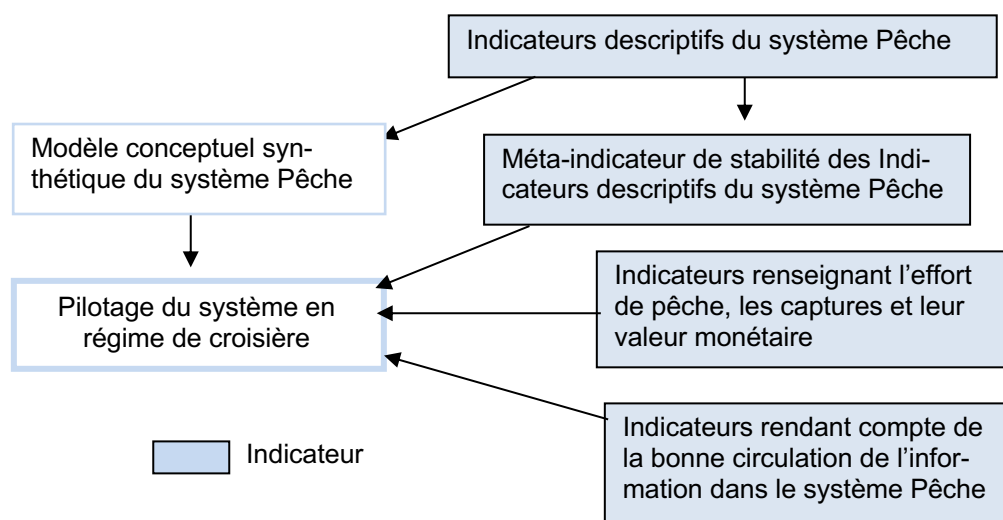 Indicateurs descriptifs du système Pêche
Modèle conceptuel syn-
thétique du système Pêche
Méta-indicateur de stabilité des Indi-
cateurs descriptifs du système Pêche
Pilotage du système en
régime de croisière
Indicateurs renseignant l’effort
de pêche, les captures et leur
valeur monétaire
Indicateurs rendant compte de
la bonne circulation de l’infor-
mation dans le système Pêche
Indicateur